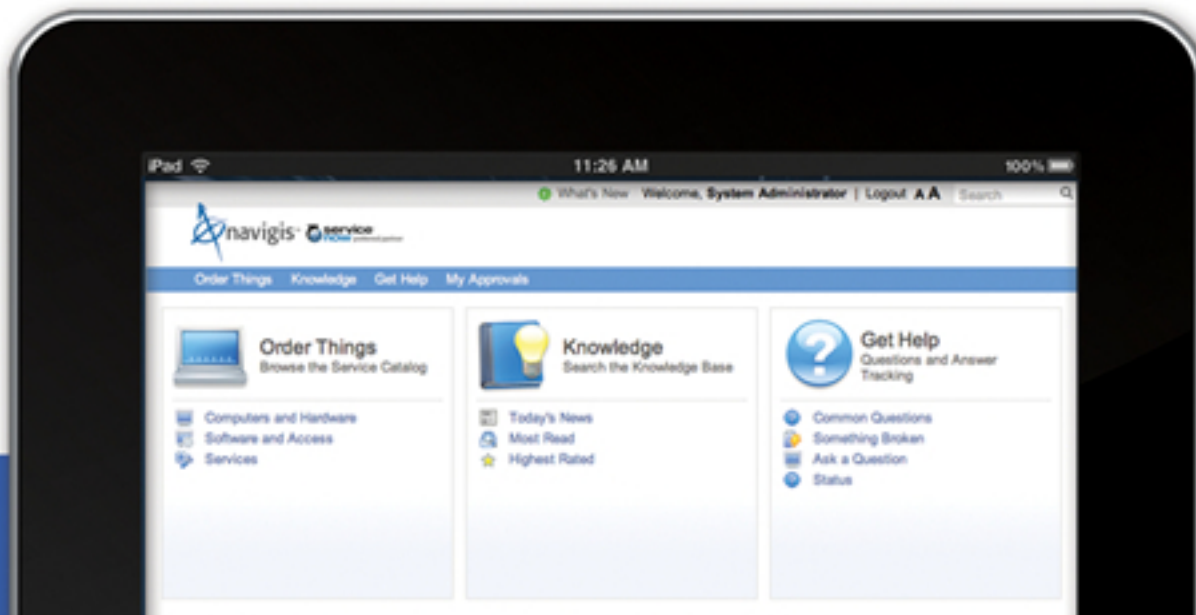 iPad
11:26 AM
100%
What's New Welcome, System Administrator | Logout A A Search
navigis service now preferred partner
Order Things Knowledge Get Help My Approvals
Order Things
Browse the Service Catalog
Computers and Hardware
Software and Access
Services
Knowledge
Search the Knowledge Base
Today's News
Most Read
Highest Rated
Get Help
Questions and Answer
Tracking
Common Questions
Something Broken
Ask a Question
Status